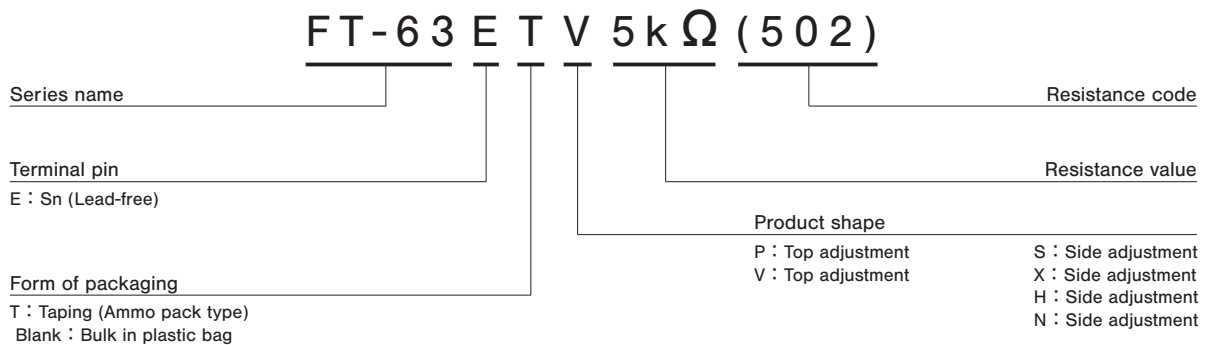 FT-63ETV5kΩ(502)
Series name
Resistance code
Terminal pin
Resistance value
E：Sn (Lead-free)
Product shape
P：Top adjustment
S：Side adjustment
V：Top adjustment
X：Side adjustment
Form of packaging
H：Side adjustment
T：Taping (Ammo pack type)
N：Side adjustment
Blank：Bulk in plastic bag